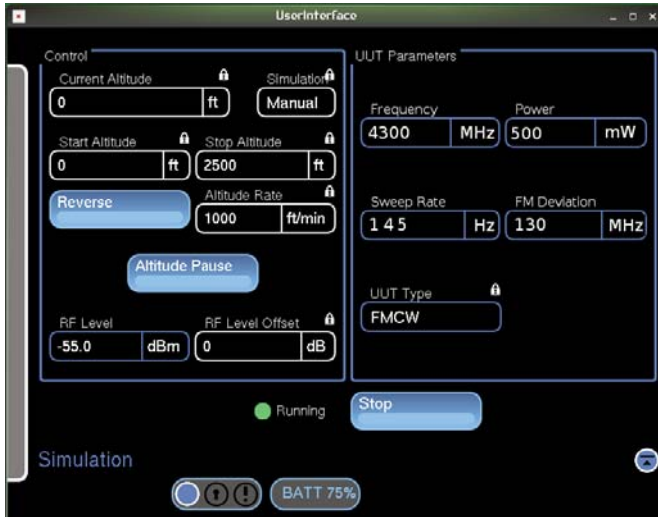 UserInterface
Control
UUT Parameters
Current Altitude
Simulation
0 ft
Manual
Start Altitude
Stop Altitude
0 ft
2500 ft
Reverse
Altitude Rate
1000 ft/min
Altitude Pause
RF Level
RF Level Offset
-55.0 dBm
0 dB
Frequency
Power
4300 MHz
500 mW
Sweep Rate
FM Deviation
1 4 5 Hz
130 MHz
UUT Type
FMCW
Running
Stop
Simulation
BATT 75%